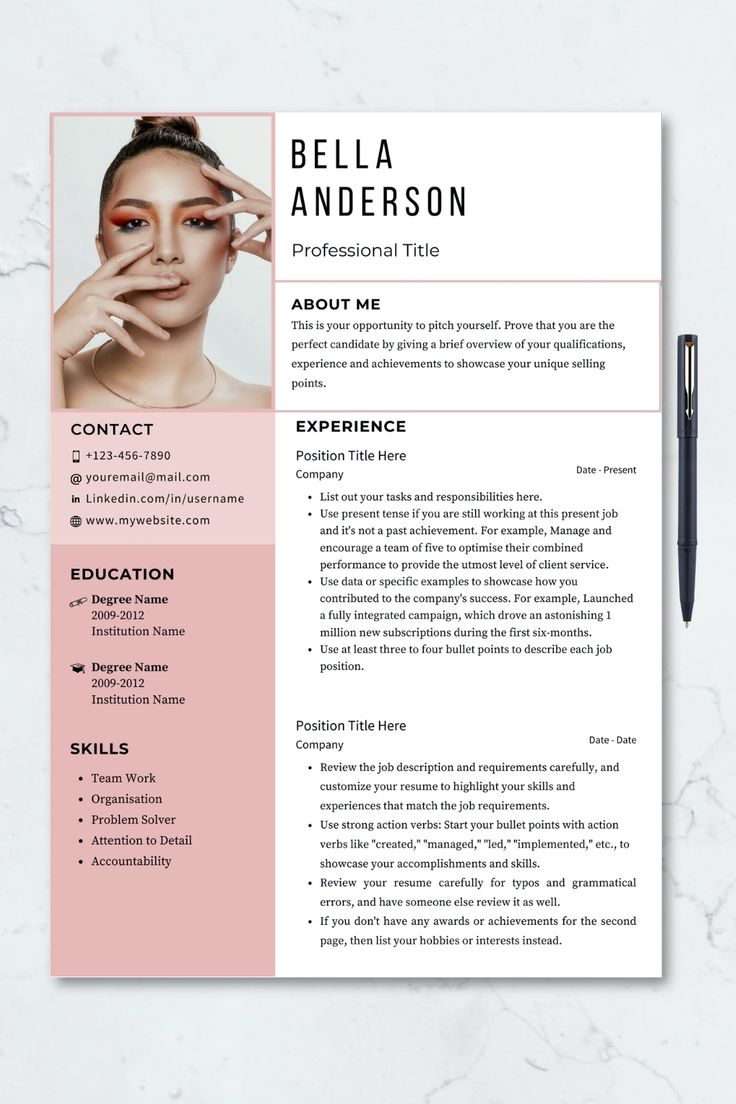 BELLA
ANDERSON
Professional Title
ABOUT ME
This is your opportunity to pitch yourself. Prove that you are the
perfect candidate by giving a brief overview of your qualifications,
experience and achievements to showcase your unique selling
points.
CONTACT
+123-456-7890
@ youremail@mail.com
in Linkedin.com/in/username
www.mywebsite.com
EDUCATION
Degree Name
2009-2012
Institution Name
Degree Name
2009-2012
Institution Name
SKILLS
• Team Work
• Organisation
• Problem Solver
• Attention to Detail
• Accountability
EXPERIENCE
Position Title Here
Company
Date - Present
• List out your tasks and responsibilities here.
• Use present tense if you are still working at this present job
and it's not a past achievement. For example, Manage and
encourage a team of five to optimise their combined
performance to provide the utmost level of client service.
• Use data or specific examples to showcase how you
contributed to the company's success. For example, Launched
a fully integrated campaign, which drove an astonishing 1
million new subscriptions during the first six-months.
• Use at least three to four bullet points to describe each job
position.
Position Title Here
Company
Date - Date
• Review the job description and requirements carefully, and
customize your resume to highlight your skills and
experiences that match the job requirements.
• Use strong action verbs: Start your bullet points with action
verbs like "created," "managed," "led," "implemented," etc., to
showcase your accomplishments and skills.
• Review your resume carefully for typos and grammatical
errors, and have someone else review it as well.
• If you don't have any awards or achievements for the second
page, then list your hobbies or interests instead.